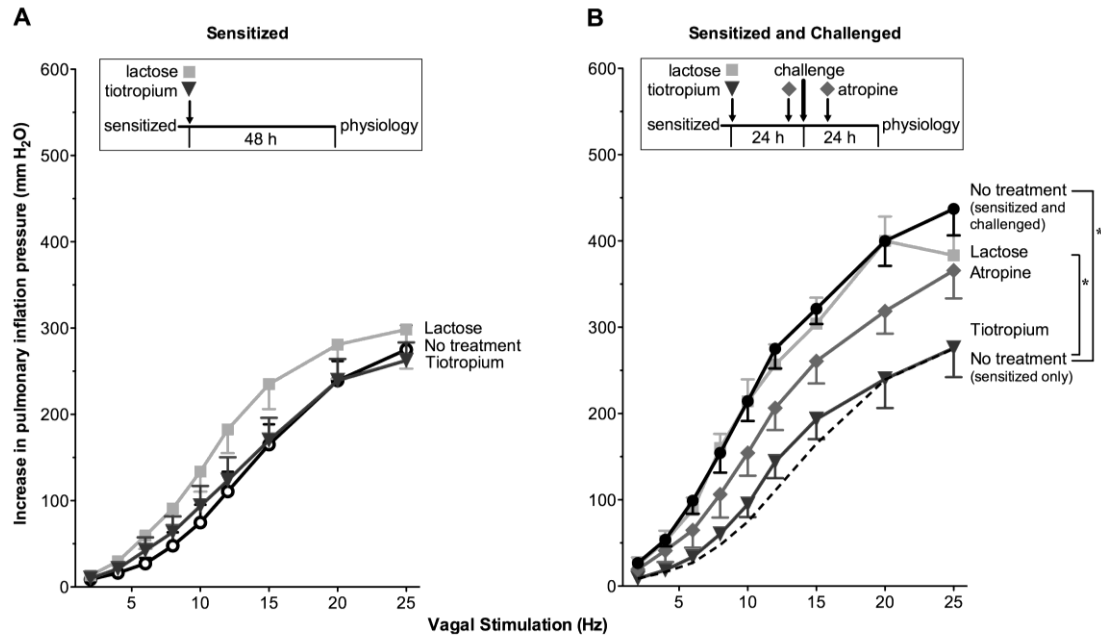 A
Sensitized
lactose
tiotropium
sensitized
48 h
physiology
Increase in pulmonary inflation pressure (mm H₂O)
600
500
400
300
200
100
0
5
10
15
20
25
Lactose
No treatment
Tiotropium
B
Sensitized and Challenged
lactose
challenge
tiotropium
atropine
sensitized
24 h
24 h
physiology
600
500
400
300
200
100
0
5
10
15
20
25
No treatment
(sensitized and
challenged)
Lactose
Atropine
Tiotropium
No treatment
(sensitized only)
*
*
Vagal Stimulation (Hz)